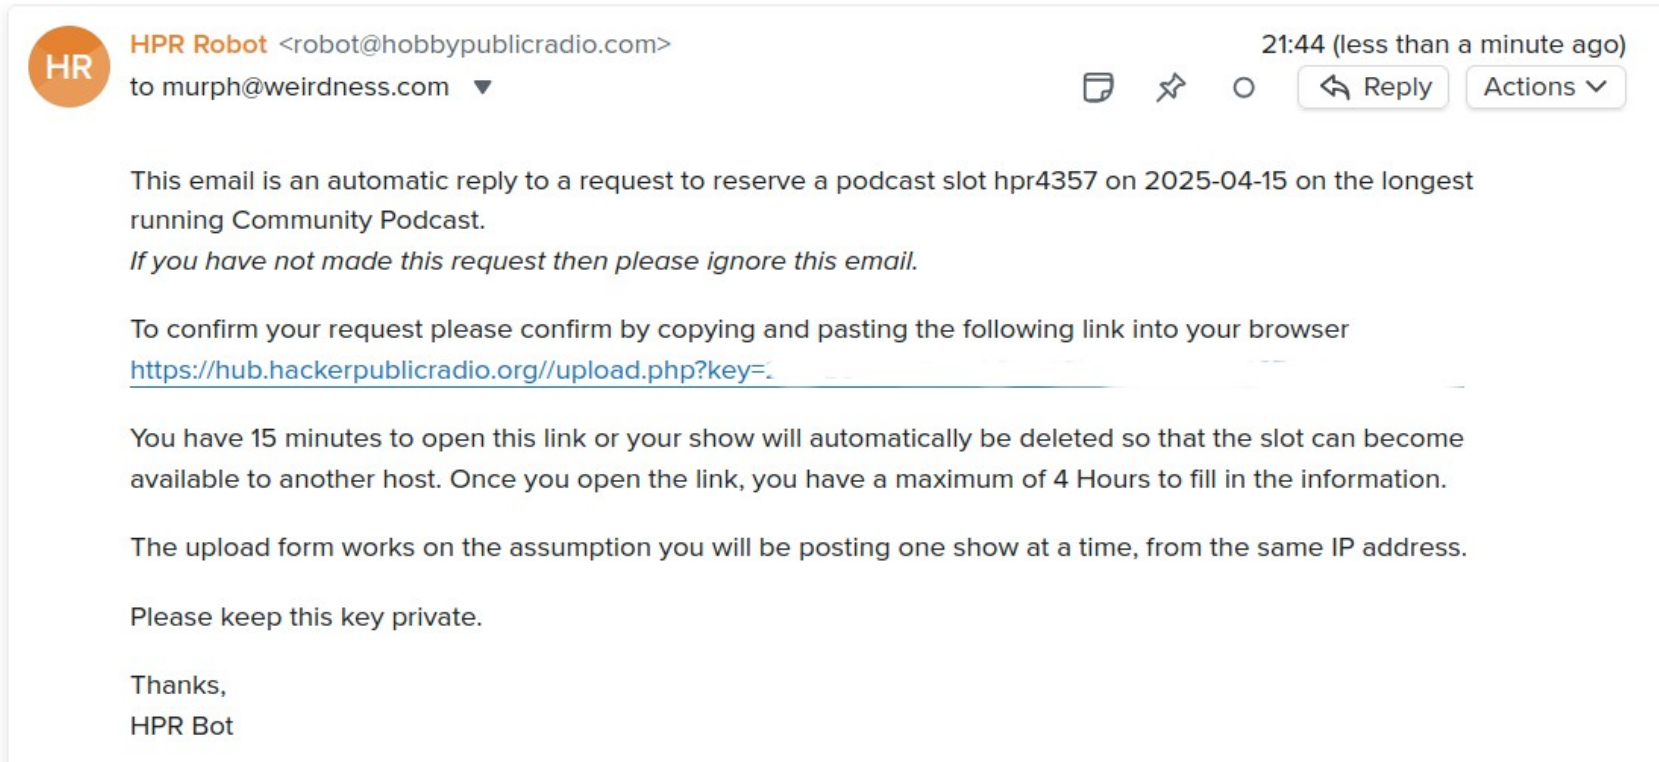 HR
HPR Robot <robot@hobbypublicradio.com>
21:44 (less than a minute ago)
to murph@weirdness.com
Reply
Actions
This email is an automatic reply to a request to reserve a podcast slot hpr4357 on 2025-04-15 on the longest
running Community Podcast.
If you have not made this request then please ignore this email.
To confirm your request please confirm by copying and pasting the following link into your browser
https://hub.hackerpublicradio.org//upload.php?key=
You have 15 minutes to open this link or your show will automatically be deleted so that the slot can become
available to another host. Once you open the link, you have a maximum of 4 Hours to fill in the information.
The upload form works on the assumption you will be posting one show at a time, from the same IP address.
Please keep this key private.
Thanks,
HPR Bot